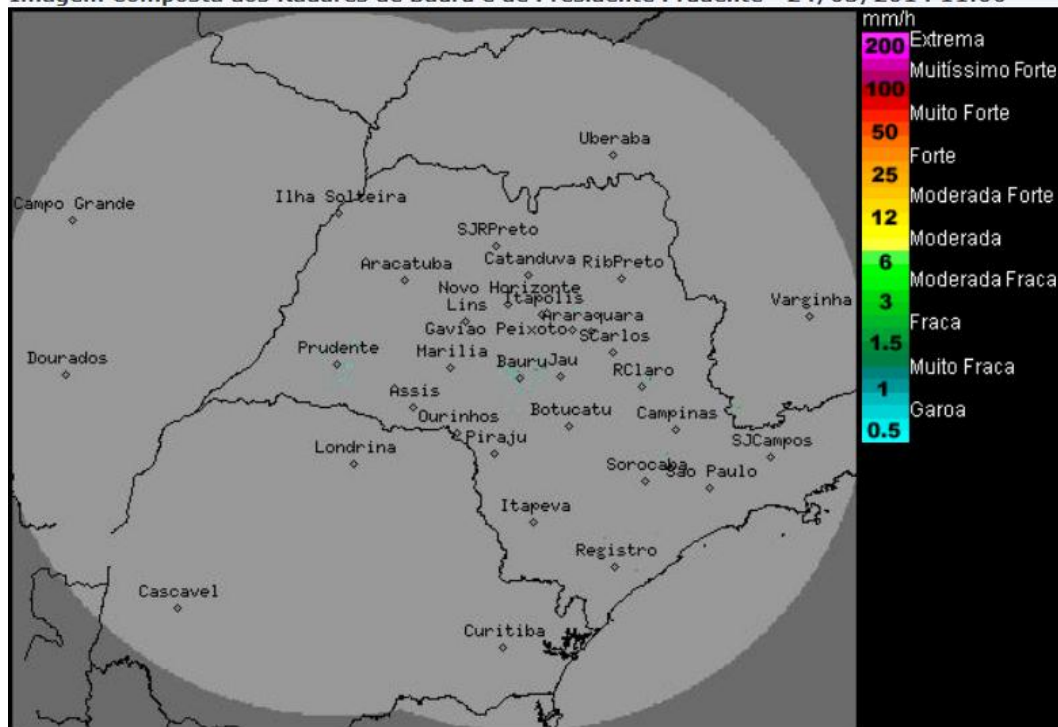 mm/h
200 Extrema
Muitíssimo Forte
100
Muito Forte
50
Forte
25
Moderada Forte
12
Moderada
6
Moderada Fraca
3
Fraca
1.5
Muito Fraca
1
Garoa
0.5
Uberaba
Campo Grande
Ilha Solteira
SJRPreto
Aracatuba
Catanduva
RibPreto
Novo Horizonte
Lins
Itapolis
Varginha
Gaviao Peixoto
Araraquara
SCarlos
Dourados
Prudente
Marilia
Bauru
Jau
RClaro
Assis
Ourinhos
Botucatu
Campinas
Londrina
Piraju
SJCampos
Sorocaba
Sao Paulo
Itapeva
Registro
Cascavel
Curitiba